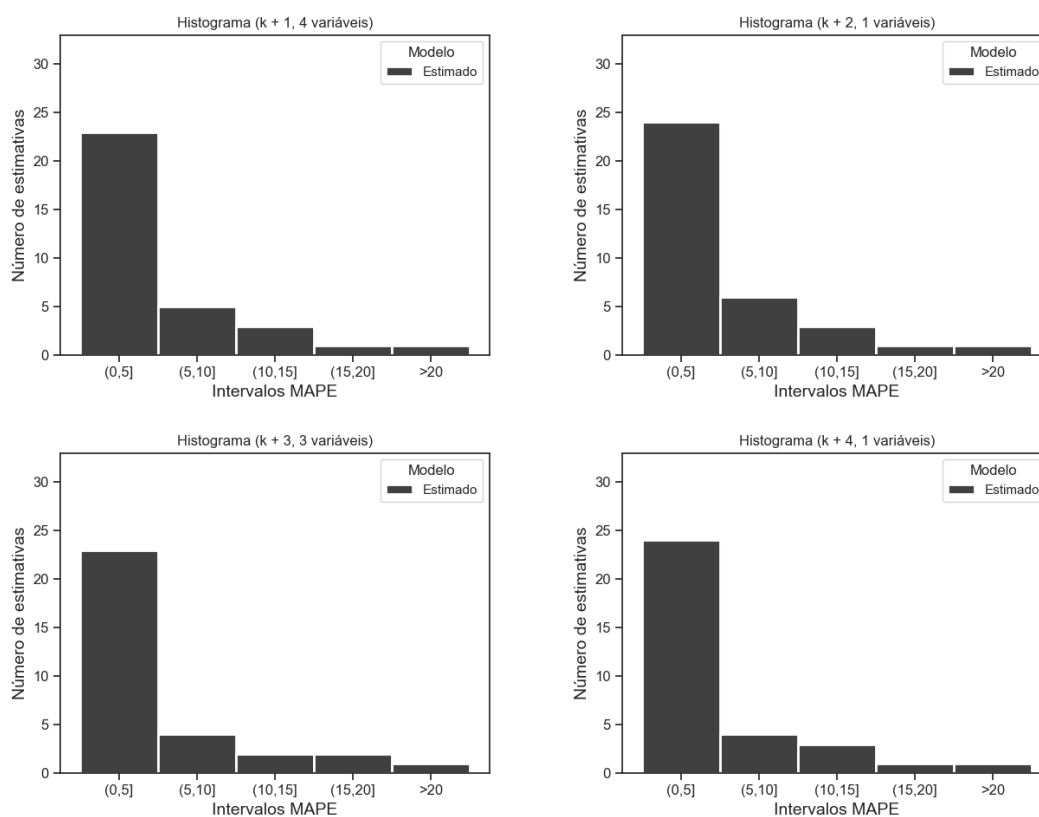 Histograma (k + 1, 4 variáveis)
Modelo
Estimado
Número de estimativas
30
25
20
15
10
5
0
(0,5] (5,10] (10,15] (15,20] >20
Intervalos MAPE
Histograma (k + 2, 1 variáveis)
Modelo
Estimado
Número de estimativas
30
25
20
15
10
5
0
(0,5] (5,10] (10,15] (15,20] >20
Intervalos MAPE
Histograma (k + 3, 3 variáveis)
Modelo
Estimado
Número de estimativas
30
25
20
15
10
5
0
(0,5] (5,10] (10,15] (15,20] >20
Intervalos MAPE
Histograma (k + 4, 1 variáveis)
Modelo
Estimado
Número de estimativas
30
25
20
15
10
5
0
(0,5] (5,10] (10,15] (15,20] >20
Intervalos MAPE